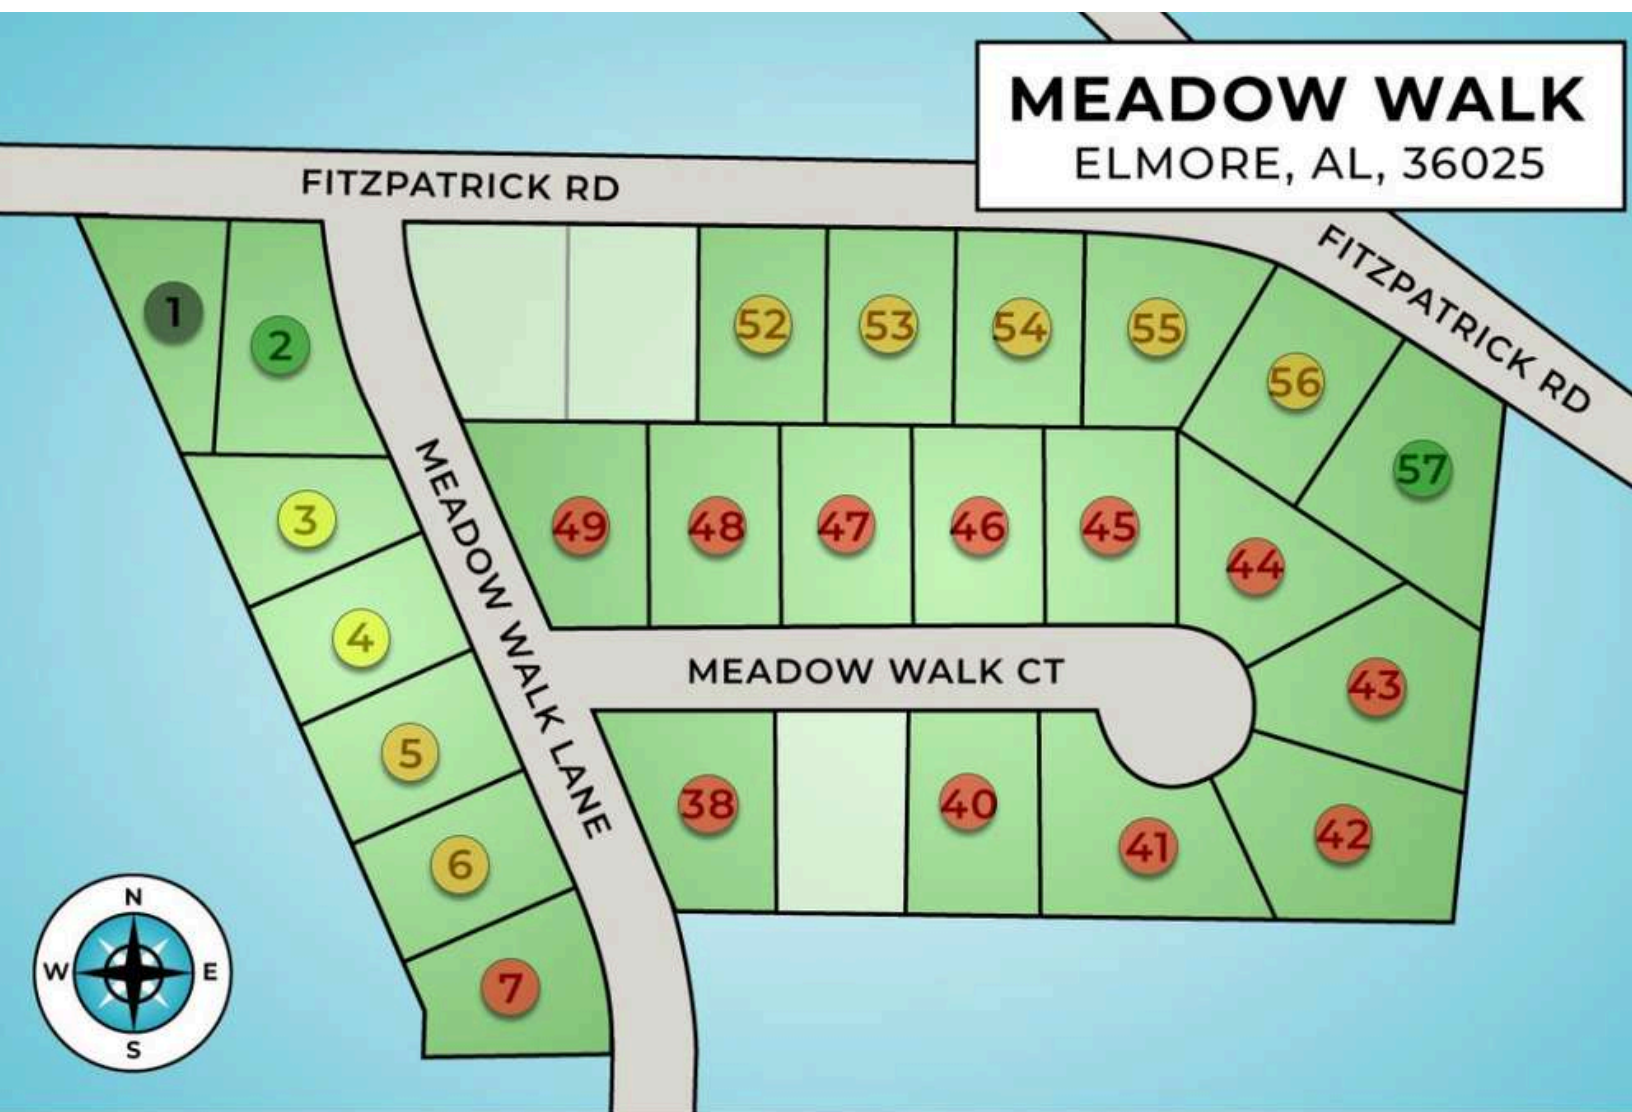 MEADOW WALK
ELMORE, AL, 36025
FITZPATRICK RD
FITZPATRICK RD
1
2
52
53
54
55
56
57
3
49
48
47
46
45
44
MEADOW WALK LANE
4
MEADOW WALK CT
43
5
38
40
41
42
6
7
N
W
E
S